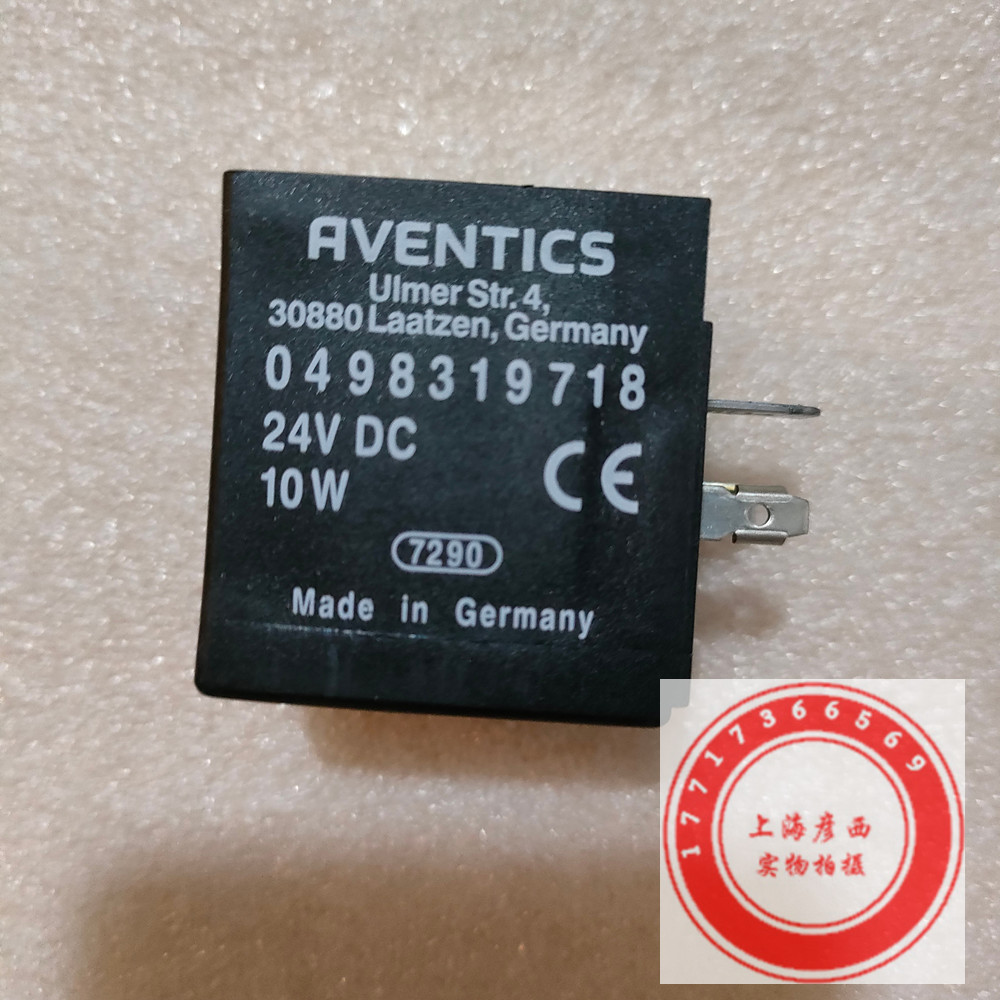 AVENTICS
Ulmer Str. 4,
30880 Laatzen, Germany
0498319718
24V DC
10 W
CE
7290
Made in Germany
17717366569
上海彦西
实物拍摄